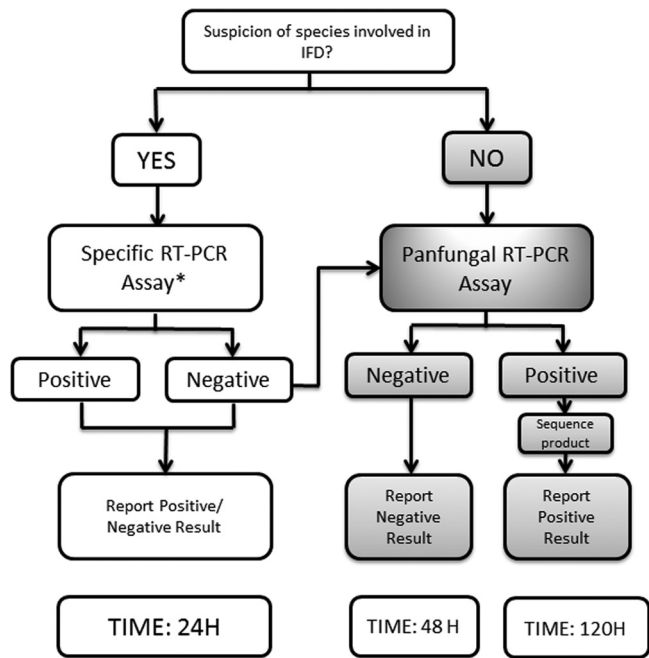 Suspicion of species involved in
IFD?
YES
NO
Specific RT-PCR
Assay*
Panfungal RT-PCR
Assay
Positive
Negative
Negative
Positive
Sequence
product
Report Positive/
Negative Result
Report
Negative
Result
Report
Positive
Result
TIME: 24H
TIME: 48 H
TIME: 120H